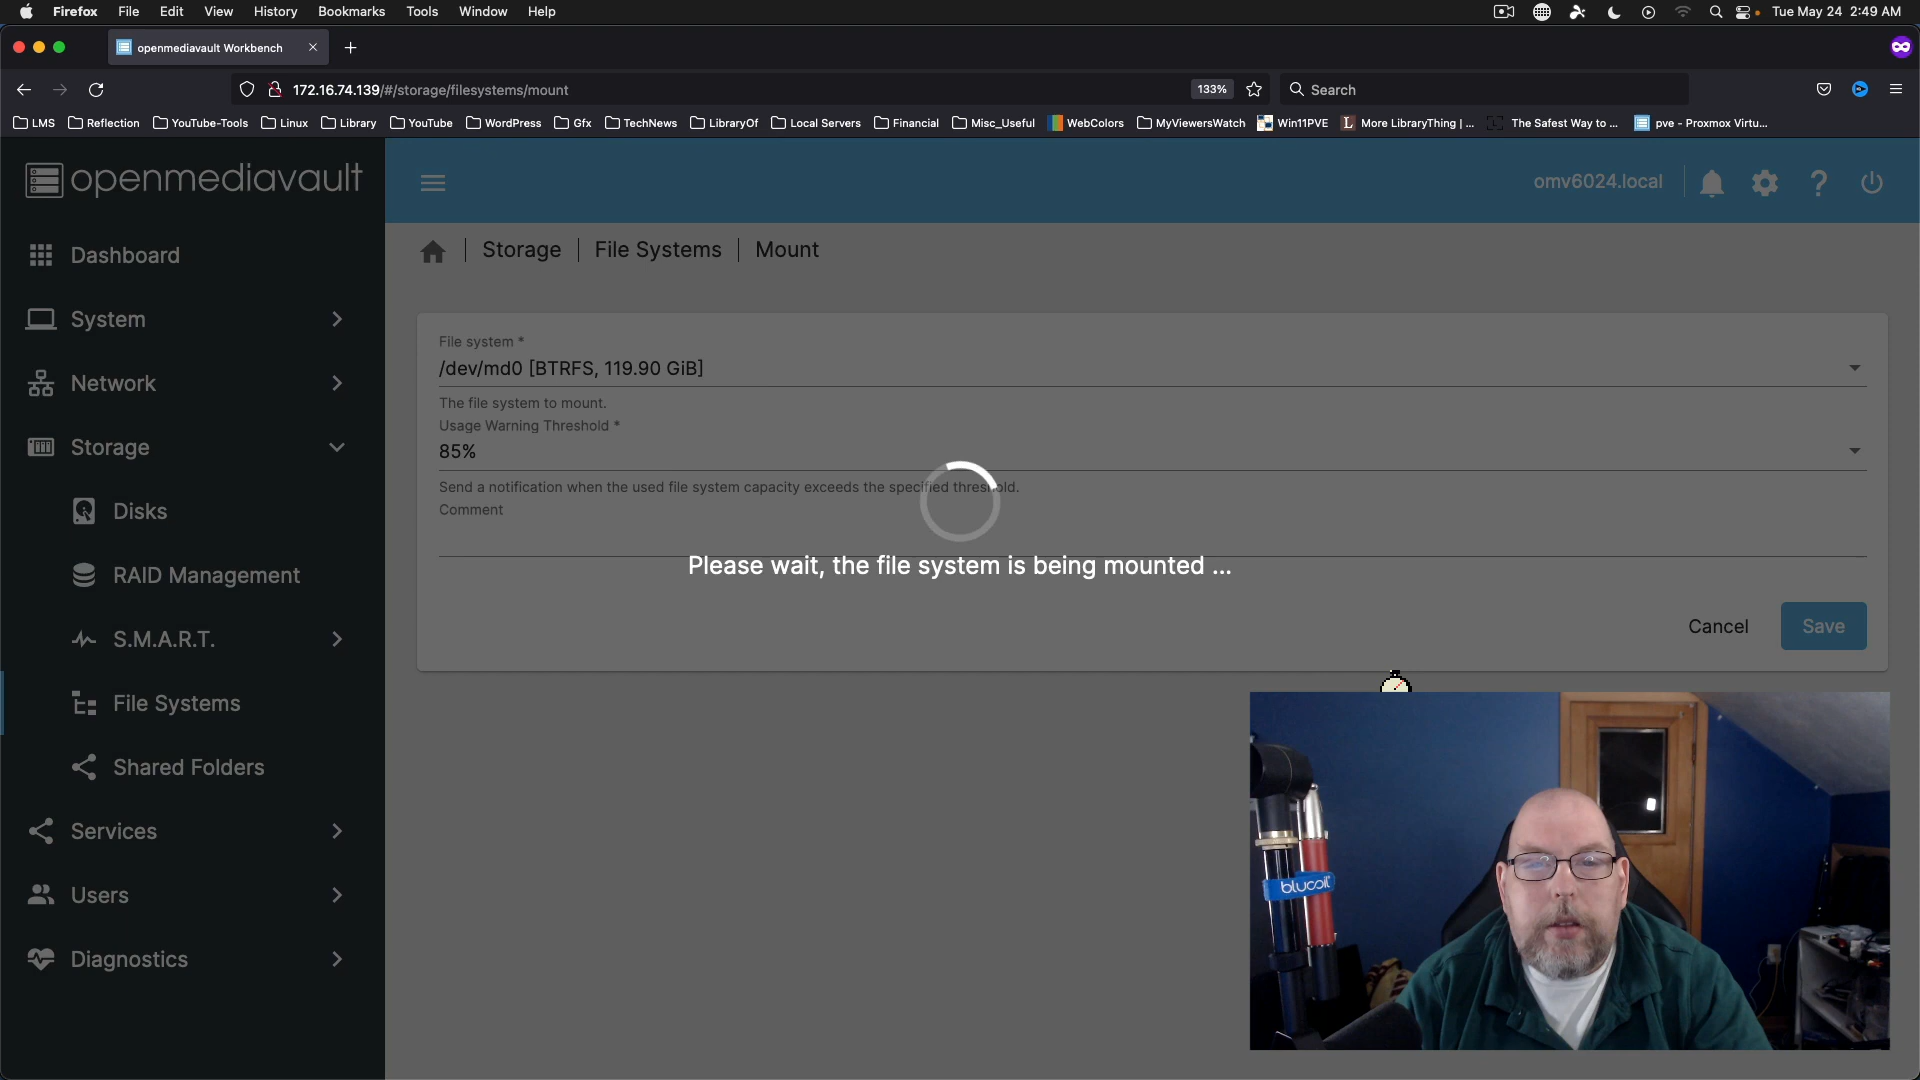 Firefox File Edit View History Bookmarks Tools Window Help
Tue May 24 2:49 AM
openmediavault Workbench
172.16.74.139/#/storage/filesystems/mount
133%
Search
LMS Reflection YouTube-Tools Linux Library YouTube WordPress Gfx TechNews LibraryOf Local Servers Financial Misc_Useful WebColors MyViewersWatch Win11PVE More LibraryThing | ... The Safest Way to ... pve - Proxmox Virtu...
openmediavault
omv6024.local
Dashboard
System
Network
Storage
Disks
RAID Management
S.M.A.R.T.
File Systems
Shared Folders
Services
Users
Diagnostics
Storage | File Systems | Mount
File system *
/dev/md0 [BTRFS, 119.90 GiB]
The file system to mount.
Usage Warning Threshold *
85%
Send a notification when the used file system capacity exceeds the specified threshold.
Comment
Please wait, the file system is being mounted ...
Cancel
Save
blucoil